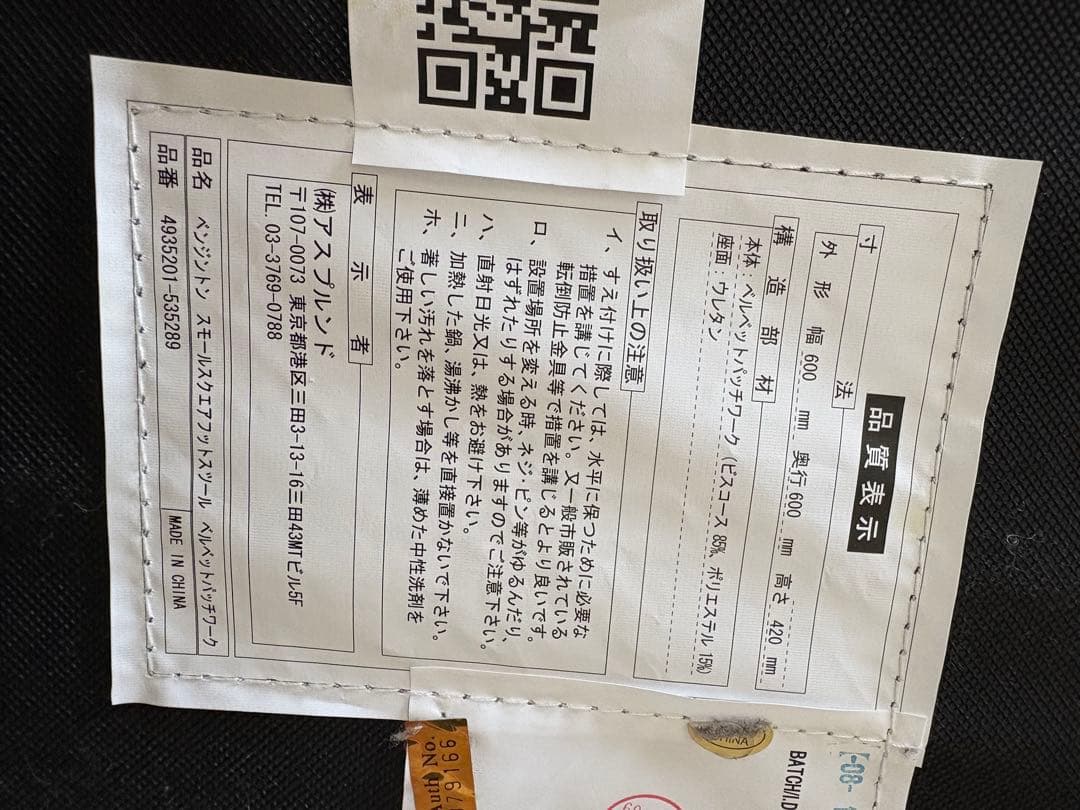 品質表示
寸法
外形 幅 600 mm 奥行 600 mm 高さ 420 mm
構造部材
本体：ベルベットパッチワーク（ビスコース 85% ポリエステル 15%）
座面：ウレタン
取り扱い上の注意
イ、すえ付けに際しては、水平に保つために必要な
措置を講じてください。又一般市販されている
転倒防止金具等で措置を講じるとより良いです。
ロ、設置場所を変える時、ネジ・ピン等がゆるんだり、
はずれたりする場合がありますのでご注意下さい。
ハ、直射日光又は、熱をお避け下さい。
ニ、加熱した鍋、湯沸かし等を直接置かないで下さい。
ホ、著しい汚れを落とす場合は、薄めた中性洗剤を
ご使用下さい。
表示者
㈱アスプルンド
〒107-0073 東京都港区三田3-13-16三田43MTビル5F
TEL. 03-3769-0788
品名 ベンジントン スモールスクエアフットスツール ベルベットパッチワーク
品番 4935201-535289 MADE IN CHINA
BATCH/I.D
Auth No.